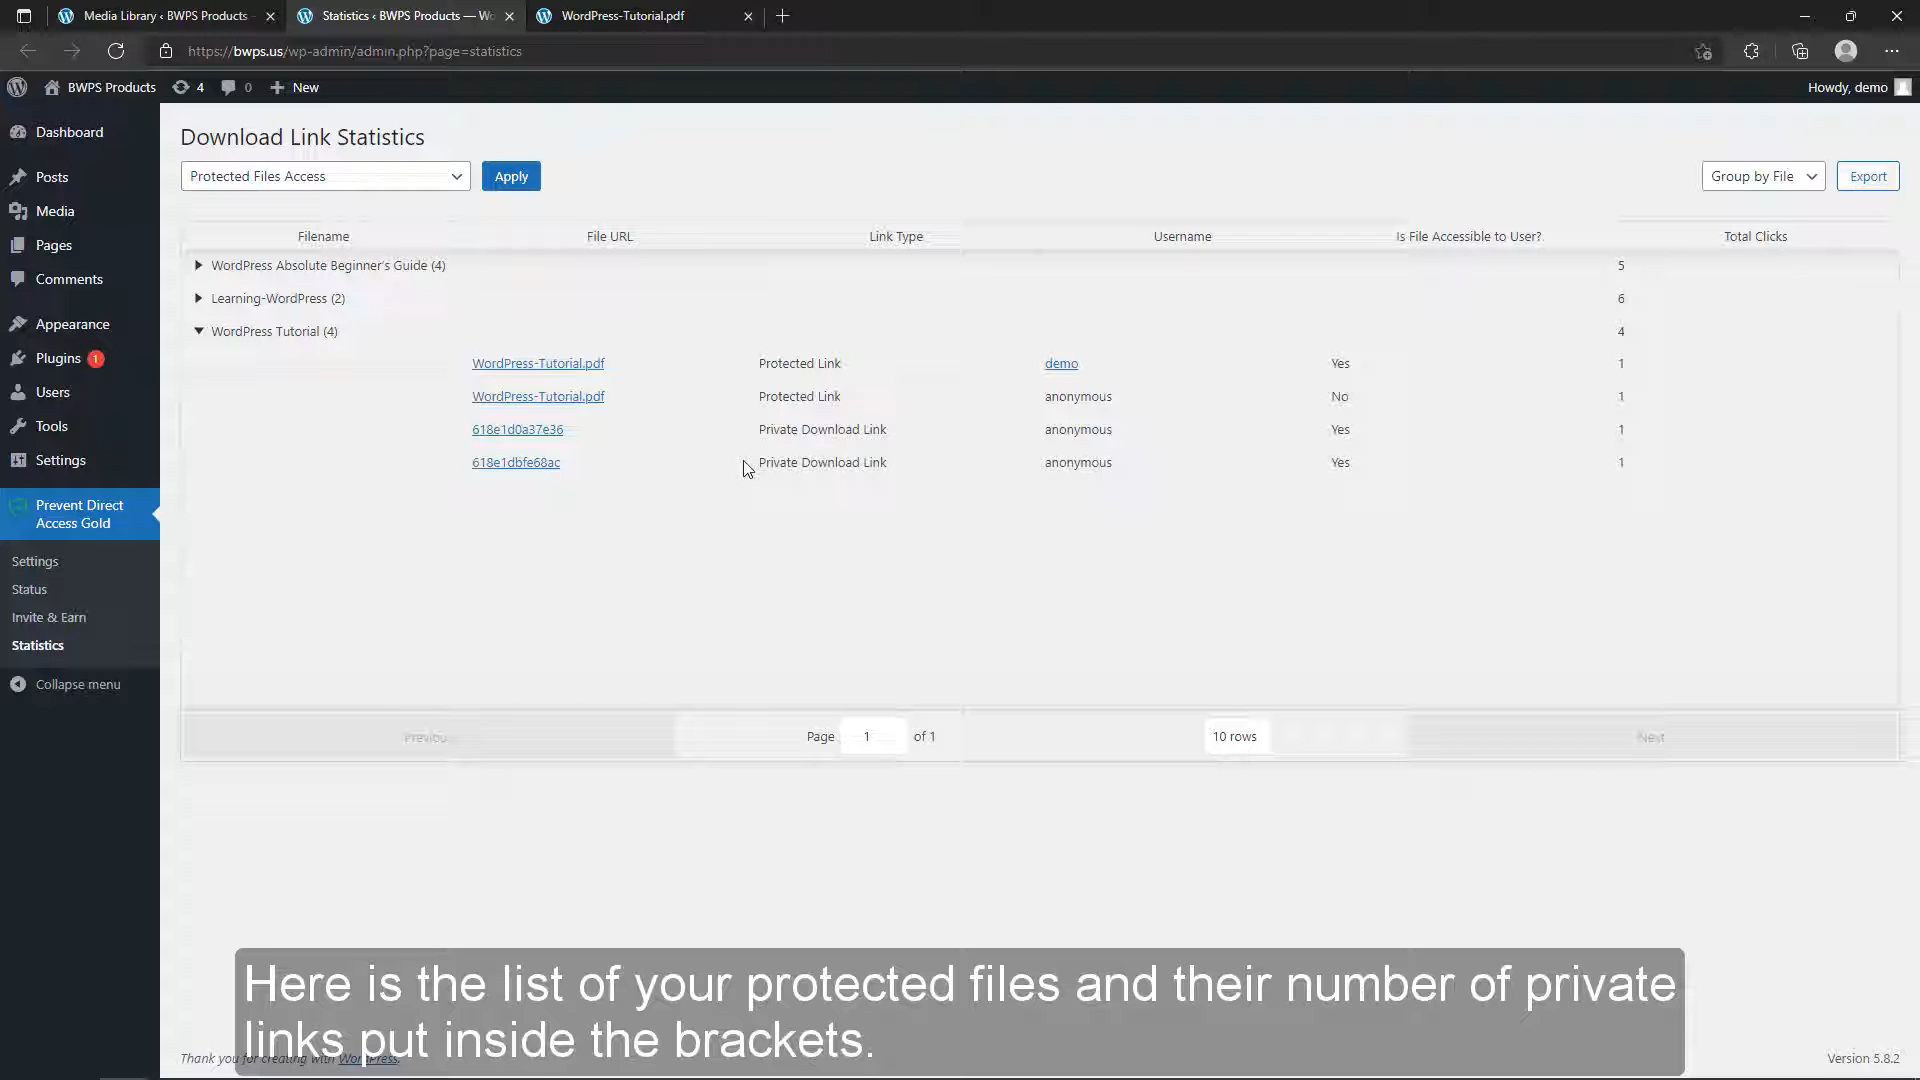 Media Library ‹ BWPS Products
Statistics ‹ BWPS Products — Wo
WordPress-Tutorial.pdf
https://bwps.us/wp-admin/admin.php?page=statistics
BWPS Products
4
0
New
Howdy, demo
Dashboard
Posts
Media
Pages
Comments
Appearance
Plugins 1
Users
Tools
Settings
Prevent Direct
Access Gold
Settings
Status
Invite & Earn
Statistics
Collapse menu
Download Link Statistics
Protected Files Access
Apply
Group by File
Export
Filename File URL Link Type Username Is File Accessible to User? Total Clicks
WordPress Absolute Beginner's Guide (4) 5
Learning-WordPress (2) 6
WordPress Tutorial (4) 4
WordPress-Tutorial.pdf Protected Link demo Yes 1
WordPress-Tutorial.pdf Protected Link anonymous No 1
618e1d0a37e36 Private Download Link anonymous Yes 1
618e1dbfe68ac Private Download Link anonymous Yes 1
Previou Page 1 of 1 10 rows Next
Here is the list of your protected files and their number of private
links put inside the brackets.
Thank you for creating with WordPress.
Version 5.8.2